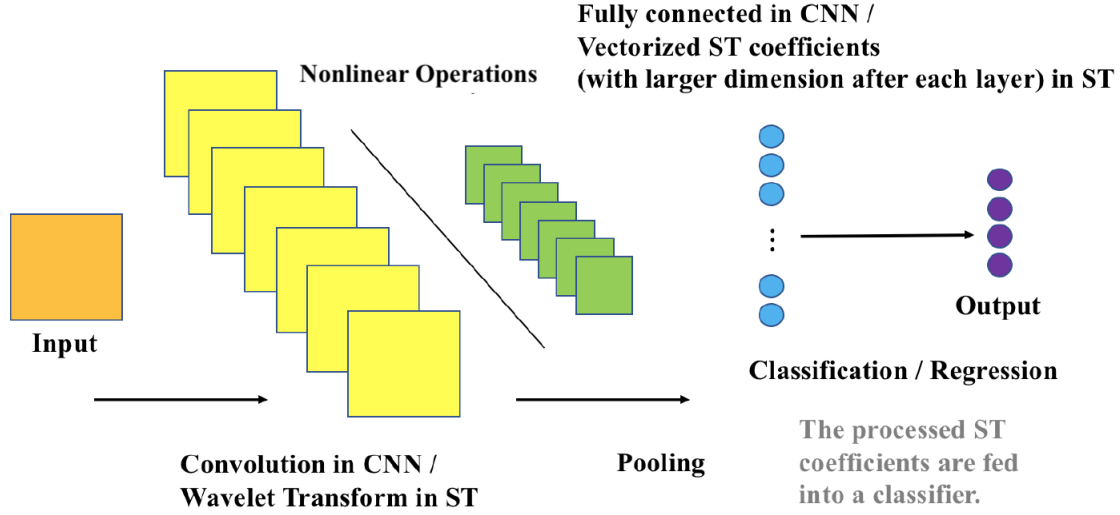 Fully connected in CNN /
Vectorized ST coefficients
(with larger dimension after each layer) in ST
Nonlinear Operations
Input
Output
Classification / Regression
Convolution in CNN /
Wavelet Transform in ST
Pooling
The processed ST
coefficients are fed
into a classifier.